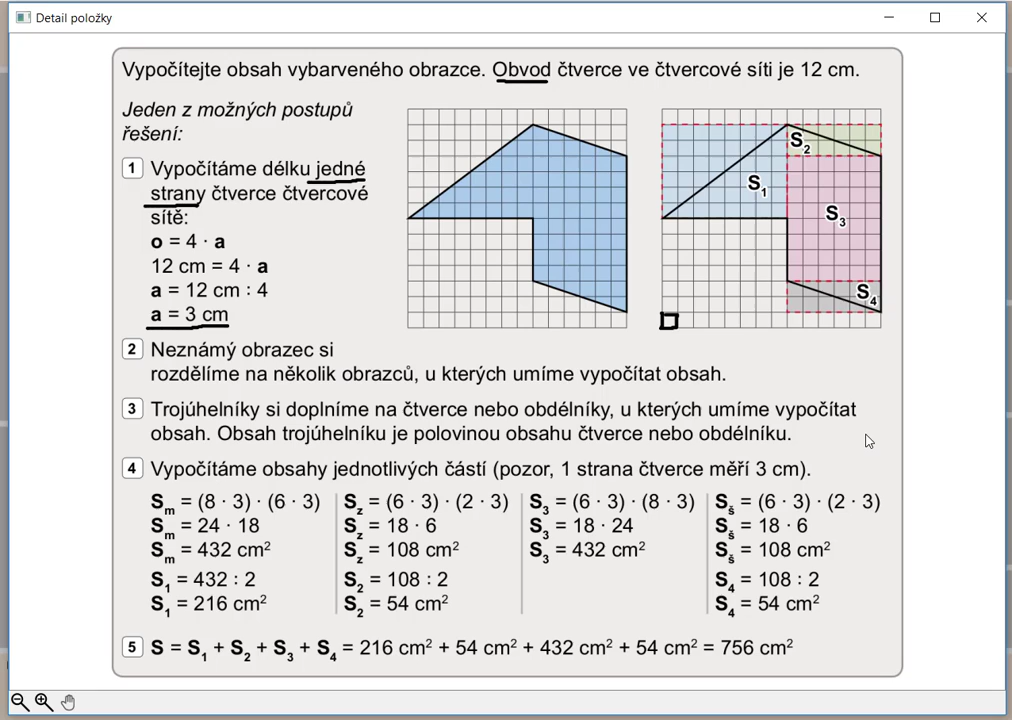 Detail položky
Vypočítejte obsah vybarveného obrazce. Obvod čtverce ve čtvercové síti je 12 cm.
Jeden z možných postupů
řešení:
1 Vypočítáme délku jedné
strany čtverce čtvercové
sítě:
o = 4 · a
12 cm = 4 · a
a = 12 cm : 4
a = 3 cm
S₁
S₂
S₃
S₄
2 Neznámý obrazec si
rozdělíme na několik obrazců, u kterých umíme vypočítat obsah.
3 Trojúhelníky si doplníme na čtverce nebo obdélníky, u kterých umíme vypočítat
obsah. Obsah trojúhelníku je polovinou obsahu čtverce nebo obdélníku.
4 Vypočítáme obsahy jednotlivých částí (pozor, 1 strana čtverce měří 3 cm).
Sm = (8 · 3) · (6 · 3)
Sm = 24 · 18
Sm = 432 cm²
S₁ = 432 : 2
S₁ = 216 cm²
Sz = (6 · 3) · (2 · 3)
Sz = 18 · 6
Sz = 108 cm²
S₂ = 108 : 2
S₂ = 54 cm²
S₃ = (6 · 3) · (8 · 3)
S₃ = 18 · 24
S₃ = 432 cm²
Sš = (6 · 3) · (2 · 3)
Sš = 18 · 6
Sš = 108 cm²
S₄ = 108 : 2
S₄ = 54 cm²
5 S = S₁ + S₂ + S₃ + S₄ = 216 cm² + 54 cm² + 432 cm² + 54 cm² = 756 cm²